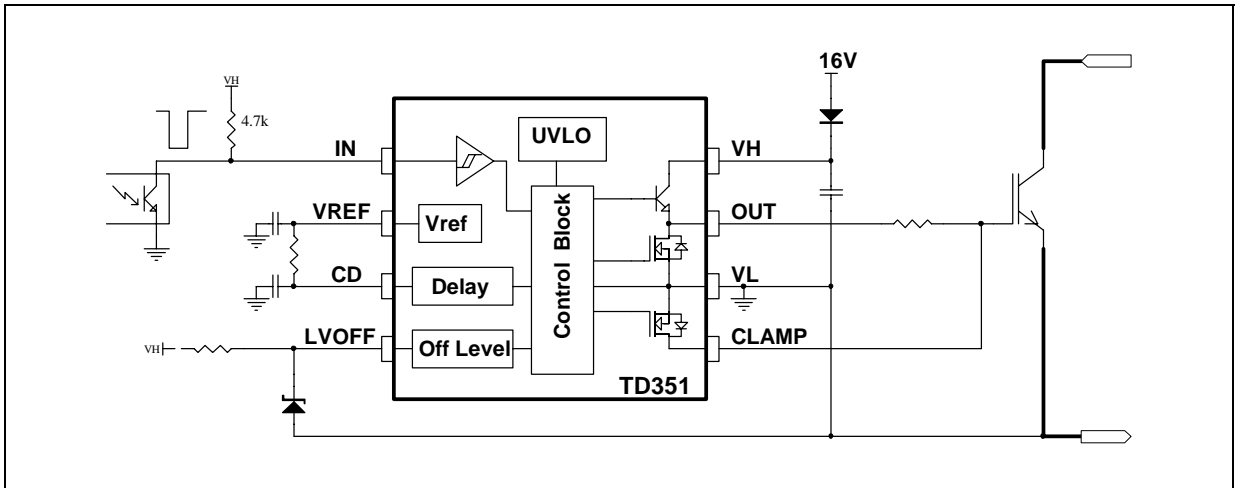 16V
VH
4.7k
UVLO
IN
VH
VREF
Vref
OUT
Control Block
CD
Delay
VL
LVOFF
Off Level
CLAMP
VH
TD351